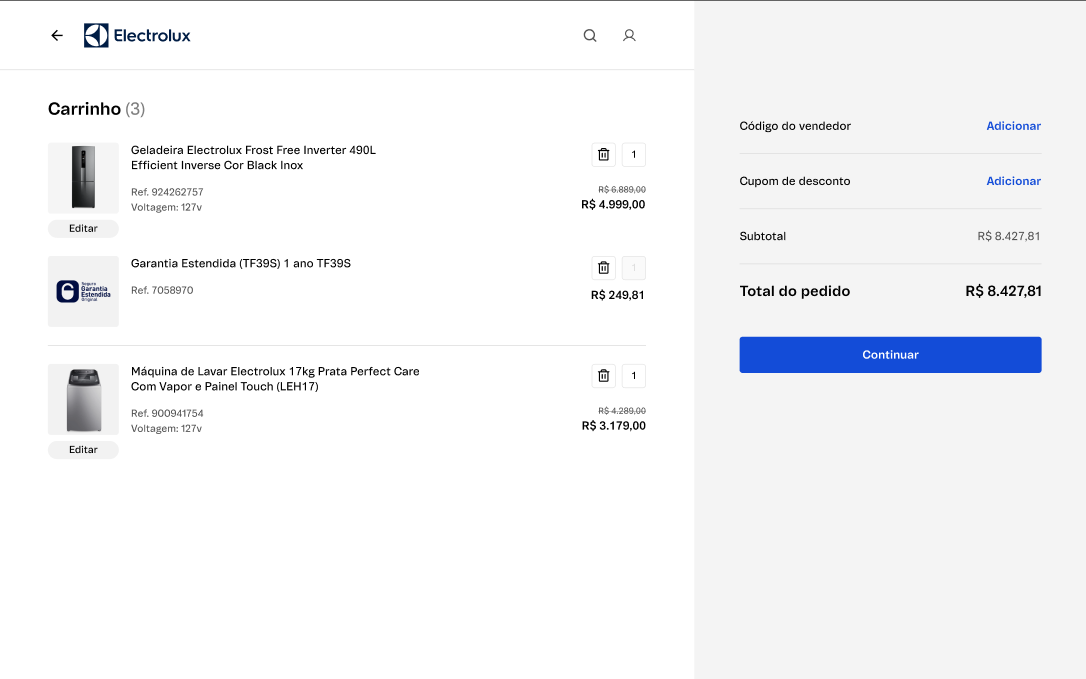 Electrolux
Carrinho (3)
Geladeira Electrolux Frost Free Inverter 490L
Efficient Inverse Cor Black Inox
1
Ref. 924262757
Voltagem: 127v
R$ 6.889,00
R$ 4.999,00
Editar
Garantia Estendida (TF39S) 1 ano TF39S
1
Seguro
Garantia
Estendida
Original
Ref. 7058970
R$ 249,81
Máquina de Lavar Electrolux 17kg Prata Perfect Care
Com Vapor e Painel Touch (LEH17)
1
Ref. 900941754
Voltagem: 127v
R$ 4.289,00
R$ 3.179,00
Editar
Código do vendedor Adicionar
Cupom de desconto Adicionar
Subtotal R$ 8.427,81
Total do pedido R$ 8.427,81
Continuar